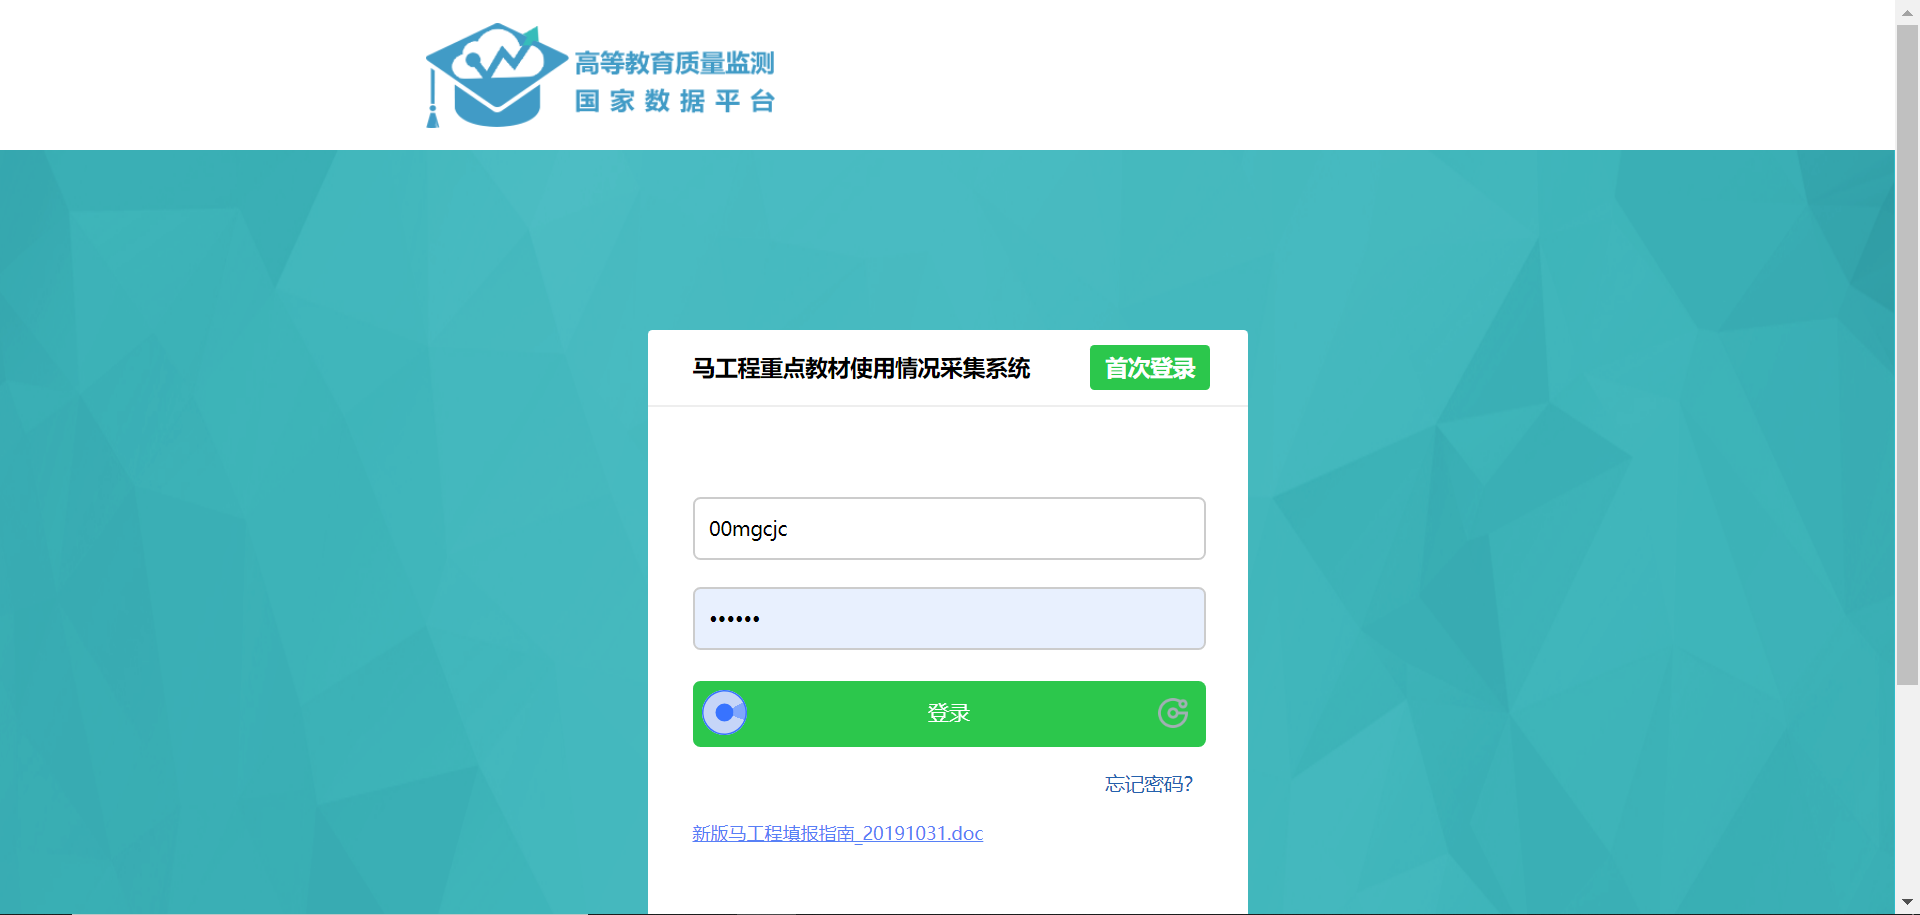 高等教育质量监测
国家数据平台
马工程重点教材使用情况采集系统
首次登录
00mgcjc
••••••
登录
忘记密码?
新版马工程填报指南_20191031.doc